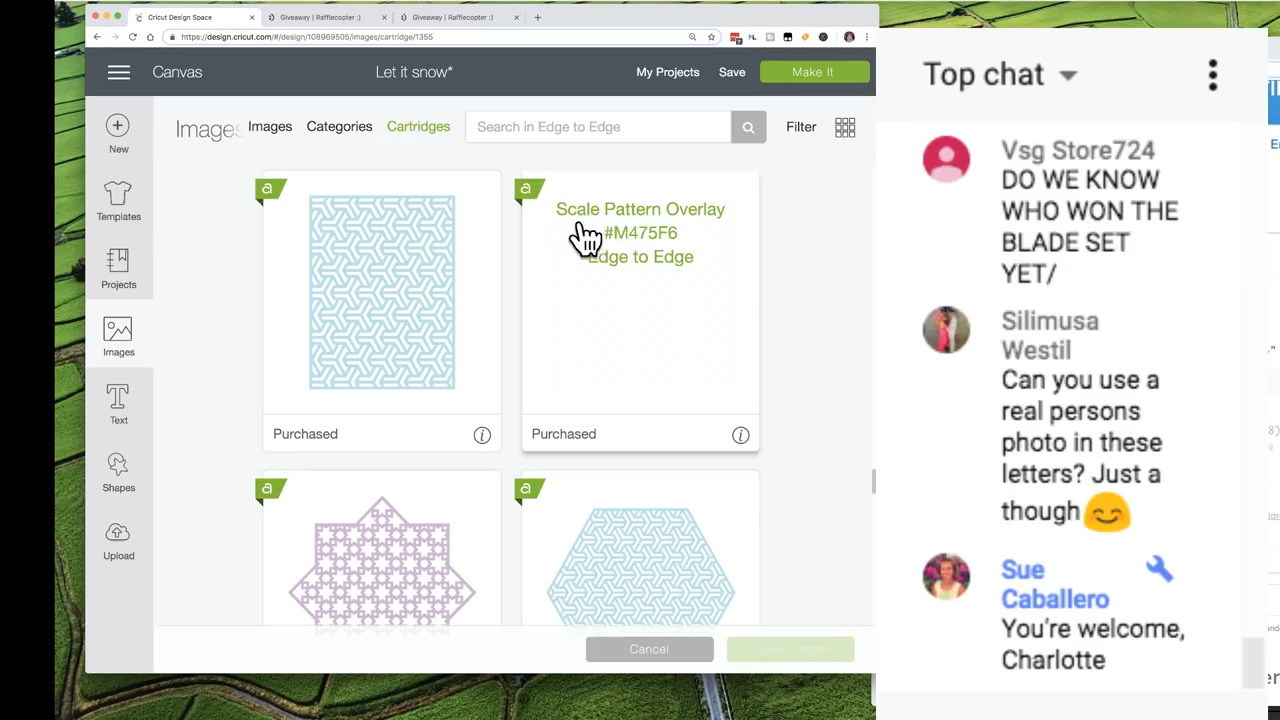 Cricut Design Space
Giveaway | Rafflecopter :)
Giveaway | Rafflecopter :)
https://design.cricut.com/#/design/108969505/images/cartridge/1355
Canvas
Let it snow*
My Projects
Save
Make It
New
Templates
Projects
Images
Text
Shapes
Upload
Images
Images
Categories
Cartridges
Search in Edge to Edge
Filter
a
a
Scale Pattern Overlay
#M475F6
Edge to Edge
Purchased
Purchased
a
a
Cancel
Top chat
Vsg Store724
DO WE KNOW
WHO WON THE
BLADE SET
YET/
Silimusa
Westil
Can you use a
real persons
photo in these
letters? Just a
though
Sue
Caballero
You're welcome,
Charlotte